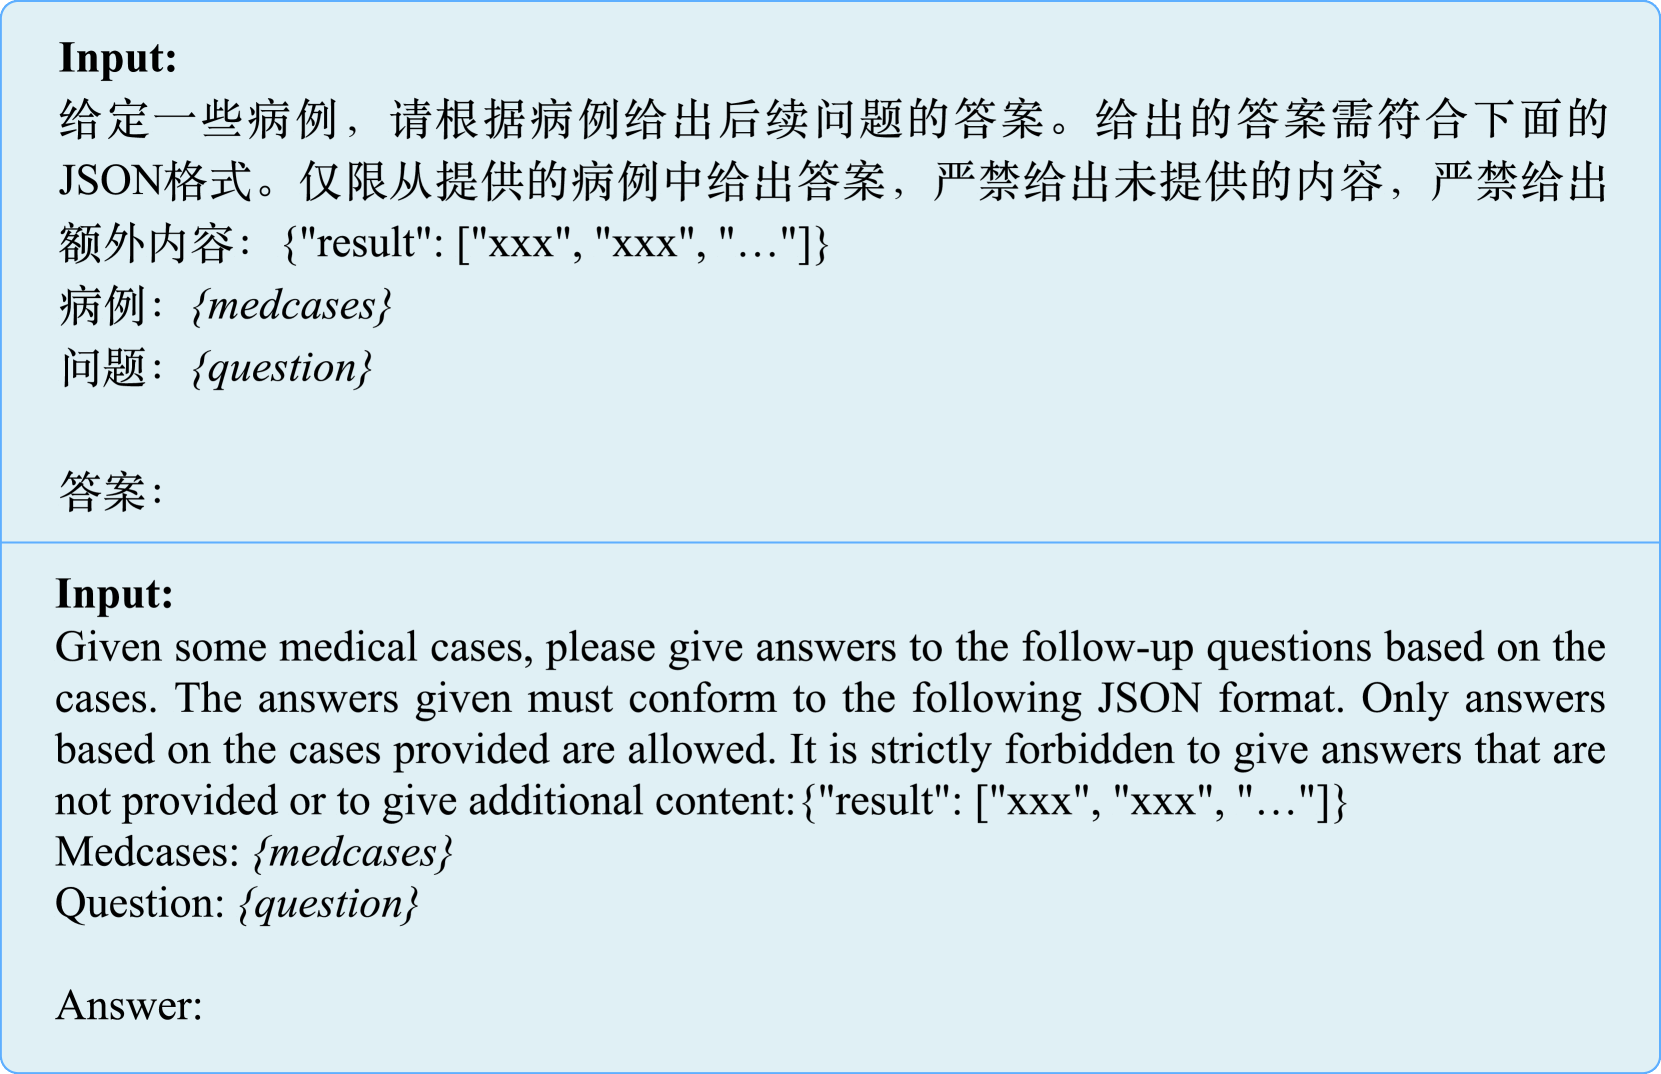 Input:
给定一些病例，请根据病例给出后续问题的答案。给出的答案需符合下面的
JSON格式。仅限从提供的病例中给出答案，严禁给出未提供的内容，严禁给出
额外内容：{"result": ["xxx", "xxx", "…"]}
病例：{medcases}
问题：{question}
答案：
Input:
Given some medical cases, please give answers to the follow-up questions based on the
cases. The answers given must conform to the following JSON format. Only answers
based on the cases provided are allowed. It is strictly forbidden to give answers that are
not provided or to give additional content:{"result": ["xxx", "xxx", "…"]}
Medcases: {medcases}
Question: {question}
Answer: